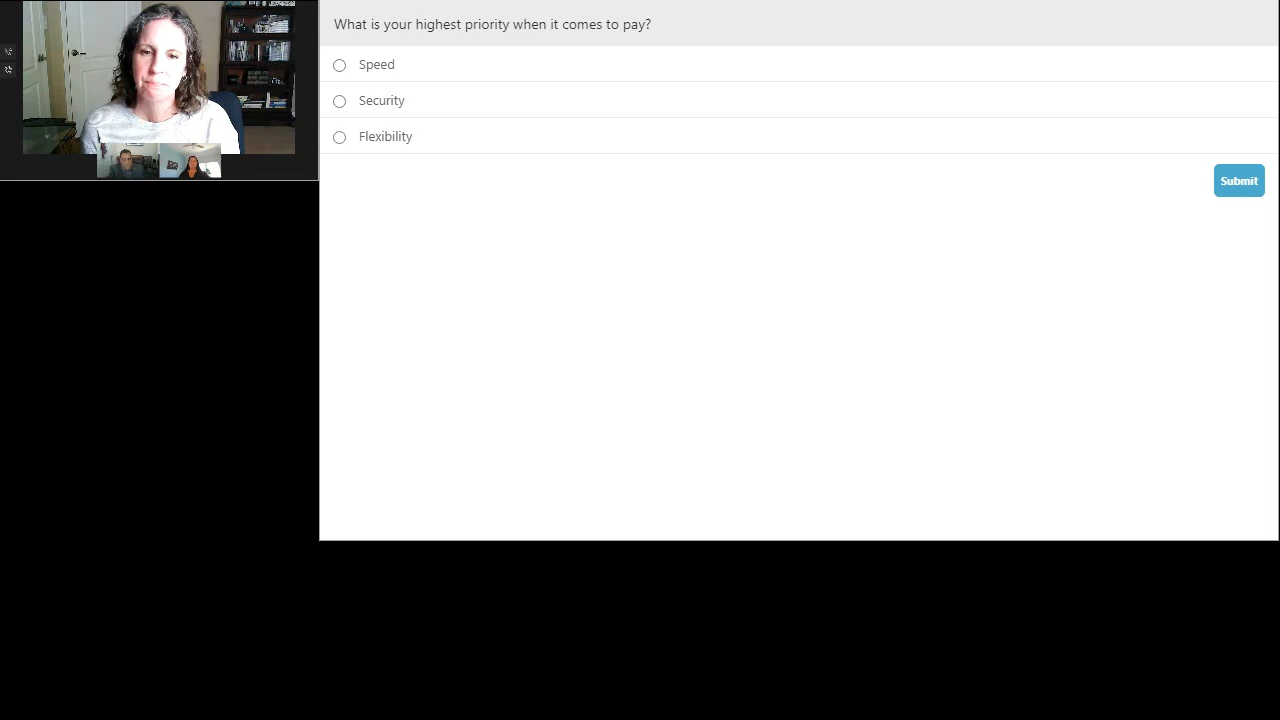 What is your highest priority when it comes to pay?
Speed
Security
Flexibility
Submit